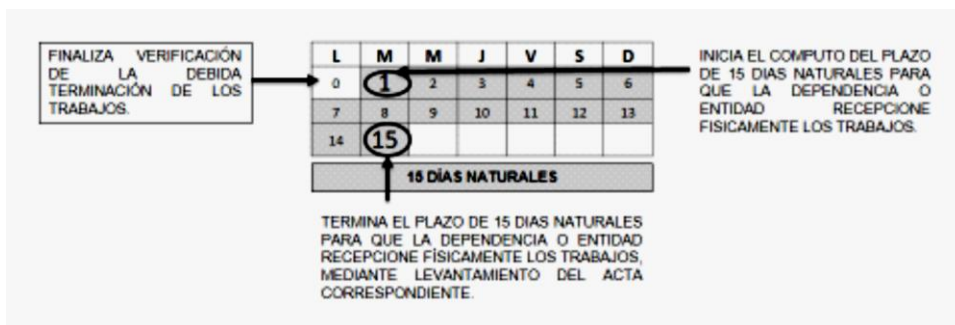 FINALIZA VERIFICACIÓN
DE LA DEBIDA
TERMINACIÓN DE LOS
TRABAJOS.
L M M J V S D
0 1 2 3 4 5 6
7 8 9 10 11 12 13
14 15
15 DÍAS NATURALES
INICIA EL COMPUTO DEL PLAZO
DE 15 DIAS NATURALES PARA
QUE LA DEPENDENCIA O
ENTIDAD RECEPCIONE
FISICAMENTE LOS TRABAJOS.
TERMINA EL PLAZO DE 15 DIAS NATURALES
PARA QUE LA DEPENDENCIA O ENTIDAD
RECEPCIONE FÍSICAMENTE LOS TRABAJOS,
MEDIANTE LEVANTAMIENTO DEL ACTA
CORRESPONDIENTE.